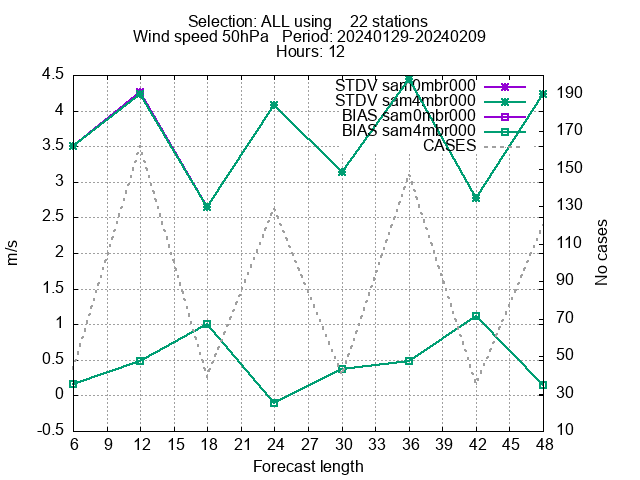 Selection: ALL using 22 stations
Wind speed 50hPa Period: 20240129-20240209
Hours: 12
STDV sam0mbr000
STDV sam4mbr000
BIAS sam0mbr000
BIAS sam4mbr000
CASES
4.5
4
3.5
3
2.5
2
1.5
1
0.5
0
-0.5
m/s
190
170
150
130
110
90
70
50
30
10
No cases
6 12 15 18 21 24 27 30 33 36 39 42 45 48
Forecast length